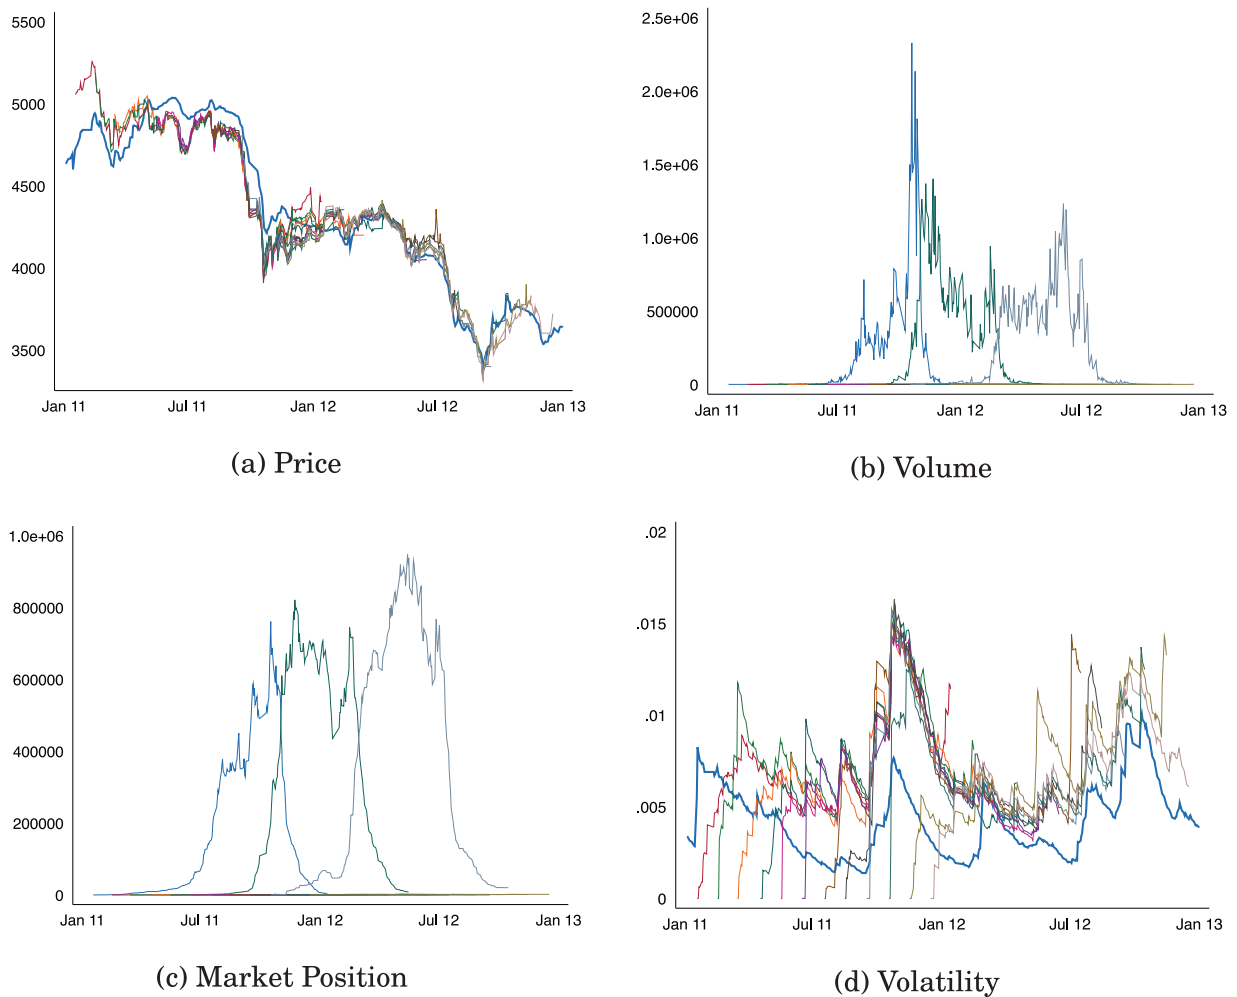 5500
5000
4500
4000
3500
Jan 11 Jul 11 Jan 12 Jul 12 Jan 13
(a) Price
2.5e+06
2.0e+06
1.5e+06
1.0e+06
500000
0
Jan 11 Jul 11 Jan 12 Jul 12 Jan 13
(b) Volume
1.0e+06
800000
600000
400000
200000
0
Jan 11 Jul 11 Jan 12 Jul 12 Jan 13
(c) Market Position
.02
.015
.01
.005
0
Jan 11 Jul 11 Jan 12 Jul 12 Jan 13
(d) Volatility